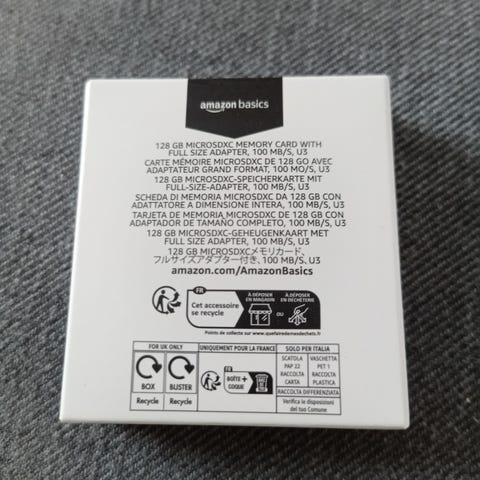 amazon basics
128 GB MICROSDXC MEMORY CARD WITH
FULL SIZE ADAPTER, 100 MB/S, U3
CARTE MÉMOIRE MICROSDXC DE 128 GO AVEC
ADAPTATEUR GRAND FORMAT, 100 MO/S, U3
128 GB MICROSDXC-SPEICHERKARTE MIT
FULL-SIZE-ADAPTER, 100 MB/S, U3
SCHEDA DI MEMORIA MICROSDXC DA 128 GB CON
ADATTATORE A DIMENSIONE INTERA, 100 MB/S, U3
TARJETA DE MEMORIA MICROSDXC DE 128 GB CON
ADAPTADOR DE TAMAÑO COMPLETO, 100 MB/S, U3
128 GB MICROSDXC-GEHEUGENKAART MET
FULL SIZE ADAPTER, 100 MB/S, U3
128 GB MICROSDXCメモリカード、
フルサイズアダプター付き、100 MB/S, U3
amazon.com/AmazonBasics
FR
Cet accessoire
se recycle
À DÉPOSER
EN MAGASIN
OU
À DÉPOSER
EN DÉCHÈTERIE
Points de collecte sur www.quefairedemesdechets.fr
FOR UK ONLY
BOX
Recycle
BLISTER
Recycle
UNIQUEMENT POUR LA FRANCE
FR
BOÎTE +
COQUE
SOLO PER ITALIA
SCATOLA
PAP 22
RACCOLTA
CARTA
VASCHETTA
PET 1
RACCOLTA
PLASTICA
RACCOLTA DIFFERENZIATA
Verifica le disposizioni
del tuo Comune